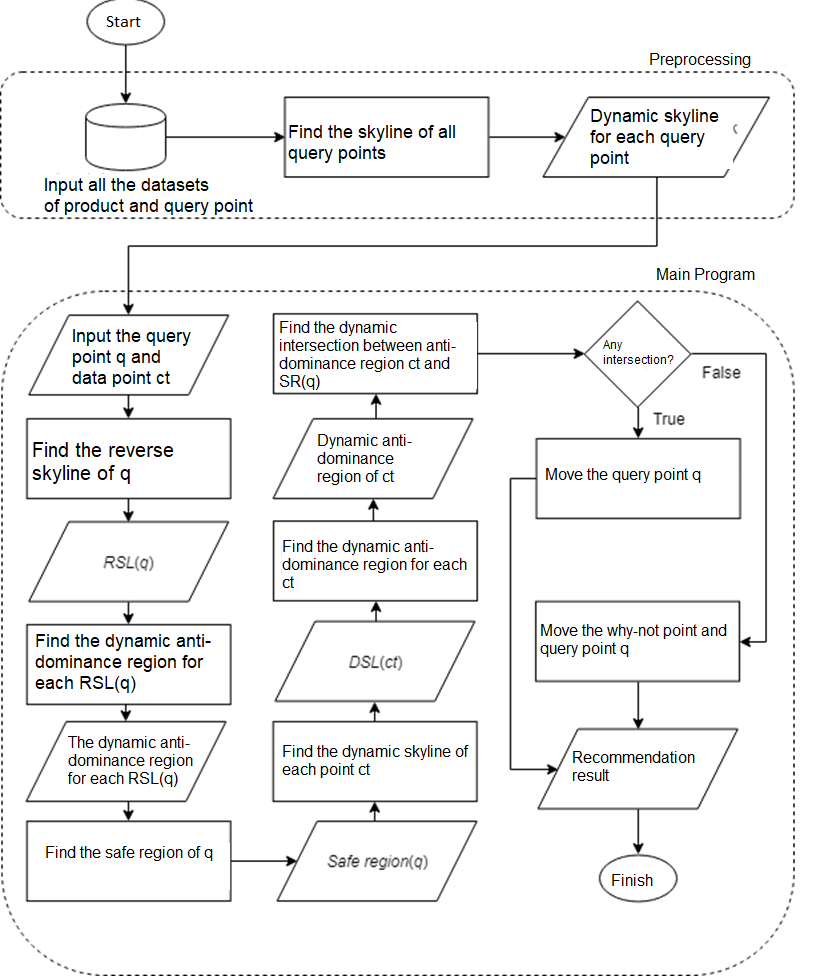 Start
Preprocessing
Find the skyline of all
query points
Dynamic skyline
for each query
point
Input all the datasets
of product and query point
Main Program
Input the query
point q and
data point ct
Find the reverse
skyline of q
RSL(q)
Find the dynamic anti-
dominance region for
each RSL(q)
The dynamic anti-
dominance region
for each RSL(q)
Find the safe region of q
Safe region(q)
Find the dynamic skyline of
each point ct
DSL(ct)
Find the dynamic anti-
dominance region for each
ct
Dynamic anti-
dominance
region of ct
Find the dynamic
intersection between anti-
dominance region ct and
SR(q)
Any
intersection?
False
True
Move the query point q
Move the why-not point and
query point q
Recommendation
result
Finish